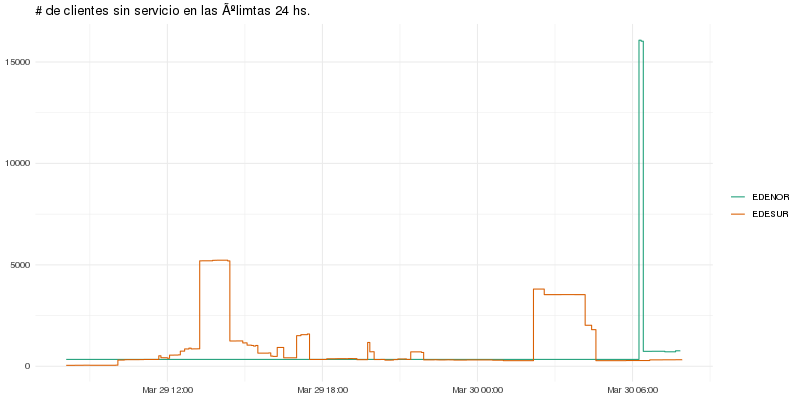 # de clientes sin servicio en las Ãºlimtas 24 hs.
15000
10000
5000
0
Mar 29 12:00
Mar 29 18:00
Mar 30 00:00
Mar 30 06:00
EDENOR
EDESUR